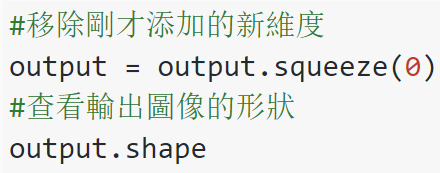 #移除剛才添加的新維度
output = output.squeeze(0)
#查看輸出圖像的形狀
output.shape